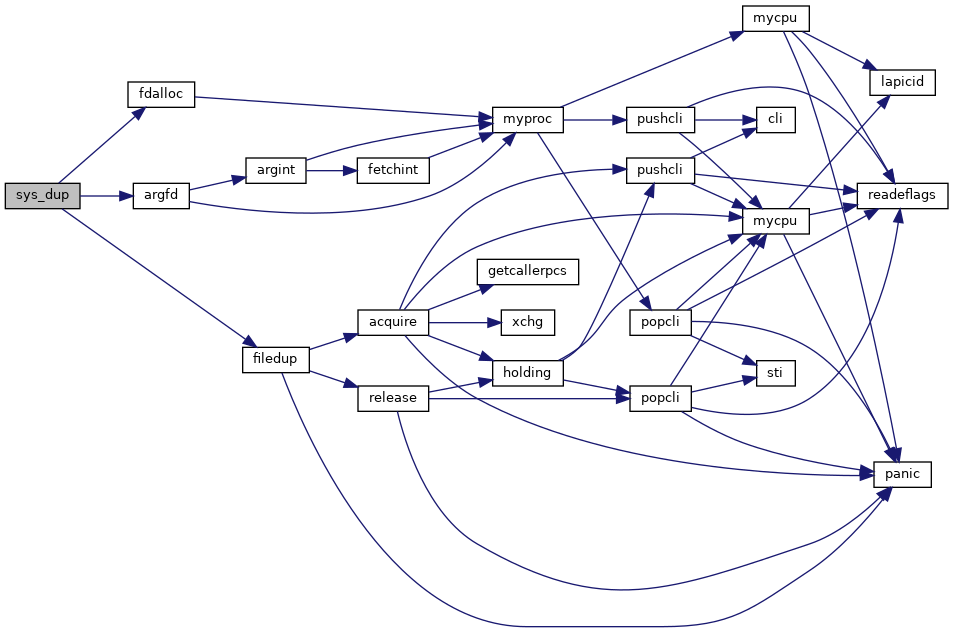 mycpu
lapicid
fdalloc
myproc
pushcli
cli
argint
fetchint
pushcli
sys_dup
argfd
readeflags
mycpu
getcallerpcs
acquire
xchg
popcli
filedup
holding
sti
release
popcli
panic